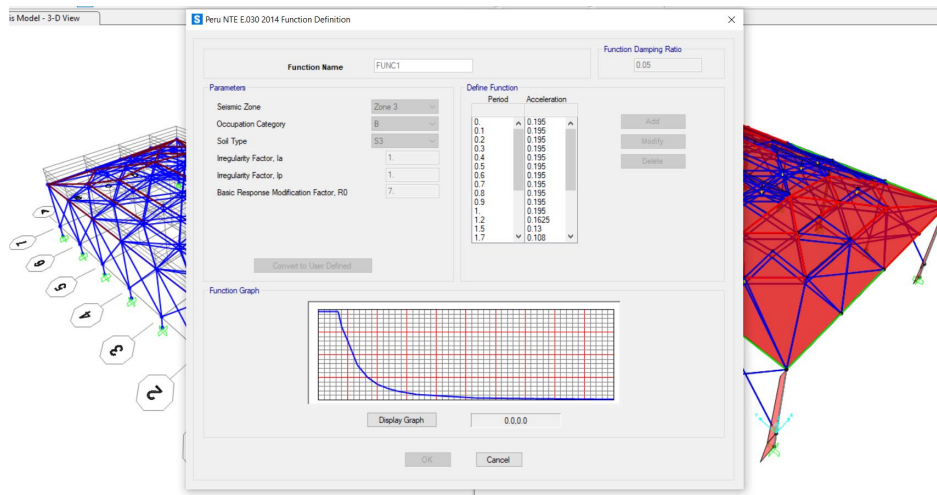 is Model - 3-D View
S Peru NTE E.030 2014 Function Definition
Function Name FUNC1
Function Damping Ratio
0.05
Parameters
Seismic Zone Zone 3
Occupation Category B
Soil Type S3
Irregularity Factor, Ia 1.
Irregularity Factor, Ip 1.
Basic Response Modification Factor, R0 7.
Convert to User Defined
Define Function
Period Acceleration
0. 0.195
0.1 0.195
0.2 0.195
0.3 0.195
0.4 0.195
0.5 0.195
0.6 0.195
0.7 0.195
0.8 0.195
0.9 0.195
1. 0.195
1.2 0.1625
1.5 0.13
1.7 0.108
Add
Modify
Delete
Function Graph
Display Graph 0.0,0.0
OK Cancel
1
6
5
4
3
2